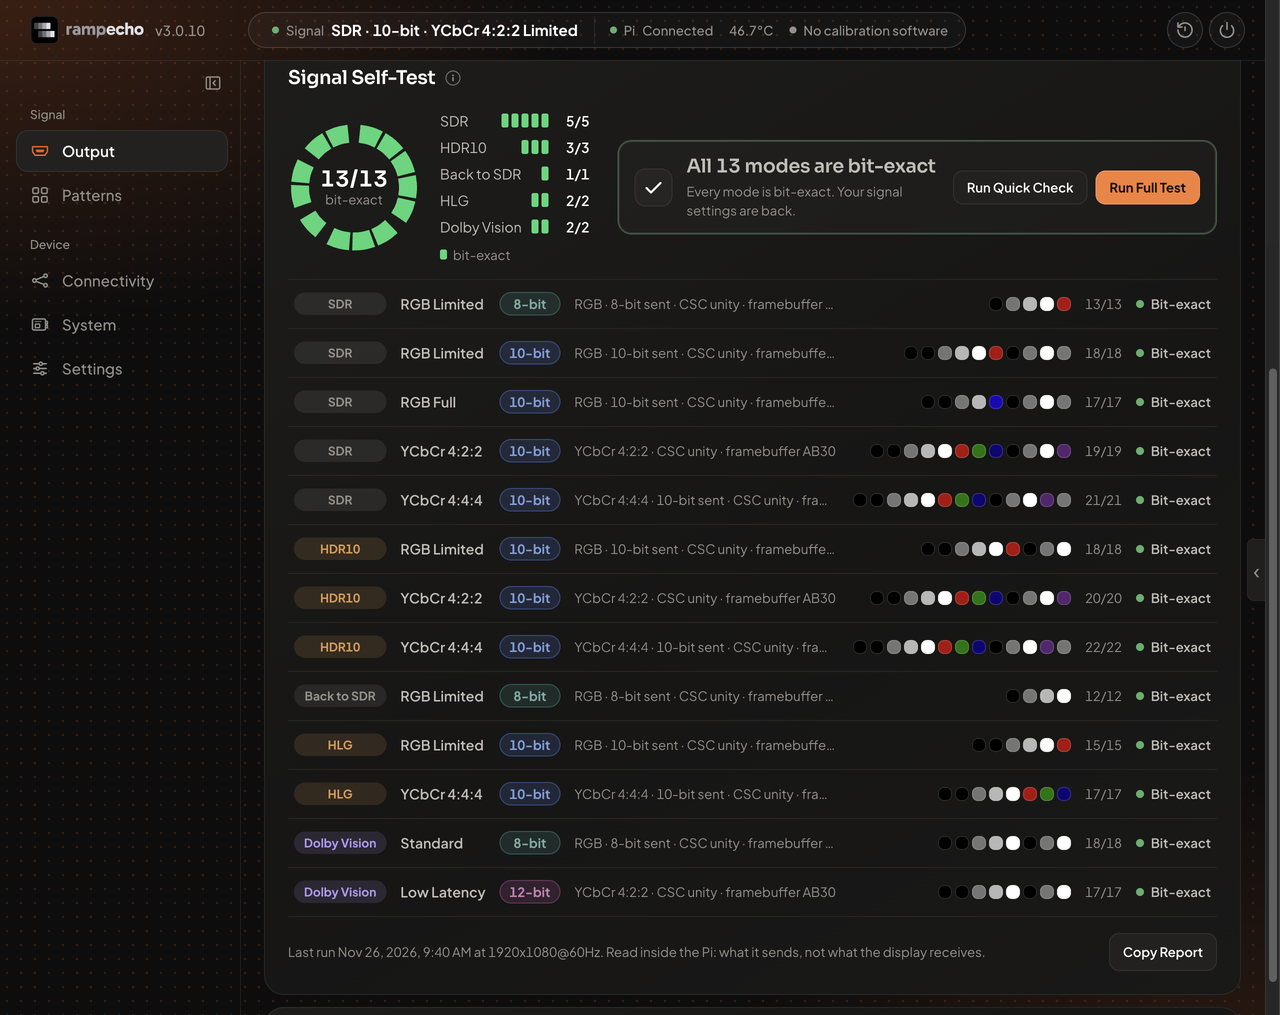 rampecho v3.0.10
Signal SDR · 10-bit · YCbCr 4:2:2 Limited
Pi Connected 46.7°C No calibration software
Signal
Output
Patterns
Device
Connectivity
System
Settings
Signal Self-Test
13/13
bit-exact
SDR 5/5
HDR10 3/3
Back to SDR 1/1
HLG 2/2
Dolby Vision 2/2
bit-exact
All 13 modes are bit-exact
Every mode is bit-exact. Your signal
settings are back.
Run Quick Check
Run Full Test
SDR RGB Limited 8-bit RGB · 8-bit sent · CSC unity · framebuffer ... 13/13 Bit-exact
SDR RGB Limited 10-bit RGB · 10-bit sent · CSC unity · framebuffe... 18/18 Bit-exact
SDR RGB Full 10-bit RGB · 10-bit sent · CSC unity · framebuffe... 17/17 Bit-exact
SDR YCbCr 4:2:2 10-bit YCbCr 4:2:2 · CSC unity · framebuffer AB30 19/19 Bit-exact
SDR YCbCr 4:4:4 10-bit YCbCr 4:4:4 · 10-bit sent · CSC unity · fra... 21/21 Bit-exact
HDR10 RGB Limited 10-bit RGB · 10-bit sent · CSC unity · framebuffe... 18/18 Bit-exact
HDR10 YCbCr 4:2:2 10-bit YCbCr 4:2:2 · CSC unity · framebuffer AB30 20/20 Bit-exact
HDR10 YCbCr 4:4:4 10-bit YCbCr 4:4:4 · 10-bit sent · CSC unity · fra... 22/22 Bit-exact
Back to SDR RGB Limited 8-bit RGB · 8-bit sent · CSC unity · framebuffer ... 12/12 Bit-exact
HLG RGB Limited 10-bit RGB · 10-bit sent · CSC unity · framebuffe... 15/15 Bit-exact
HLG YCbCr 4:4:4 10-bit YCbCr 4:4:4 · 10-bit sent · CSC unity · fra... 17/17 Bit-exact
Dolby Vision Standard 8-bit RGB · 8-bit sent · CSC unity · framebuffer ... 18/18 Bit-exact
Dolby Vision Low Latency 12-bit YCbCr 4:2:2 · CSC unity · framebuffer AB30 17/17 Bit-exact
Last run Nov 26, 2026, 9:40 AM at 1920x1080@60Hz. Read inside the Pi: what it sends, not what the display receives.
Copy Report